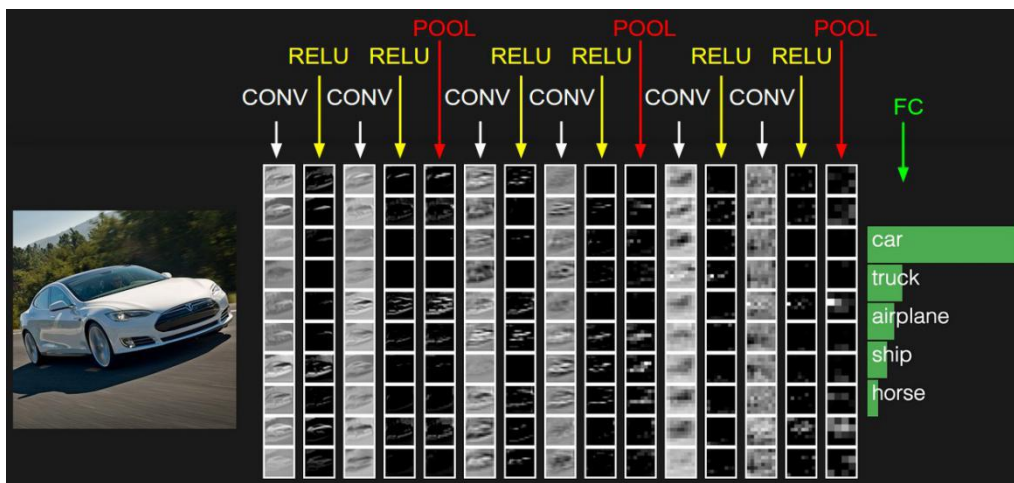 POOL POOL POOL
RELU RELU RELU RELU RELU RELU
CONV CONV CONV CONV CONV CONV
FC
car
truck
airplane
ship
horse